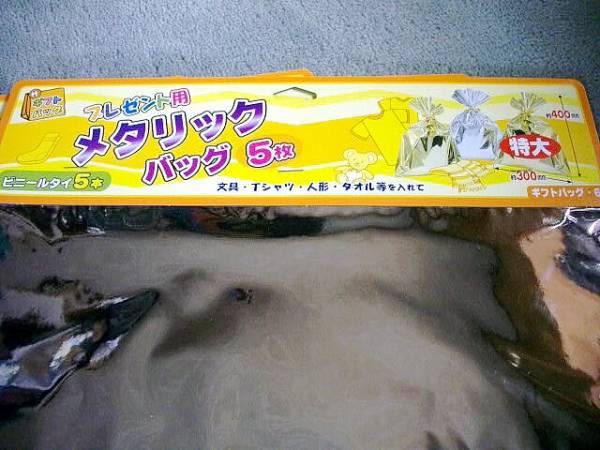 ギフト
バッグ
プレゼント用
メタリック
バッグ 5枚
ビニールタイ5本
文具・Tシャツ・人形・タオル等を入れて
約400mm
特大
約300mm
ギフトバッグ・6